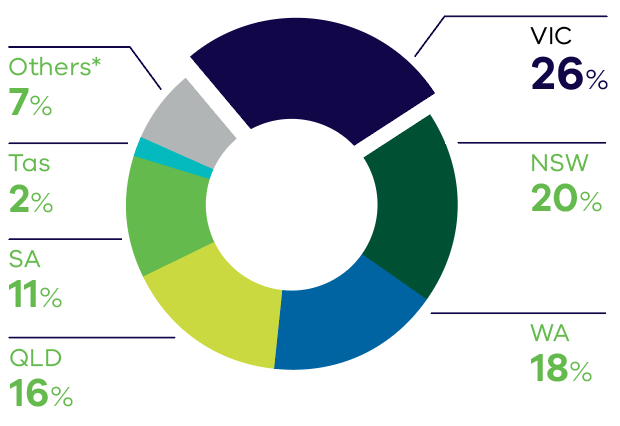 VIC
26%
NSW
20%
WA
18%
QLD
16%
SA
11%
Tas
2%
Others*
7%